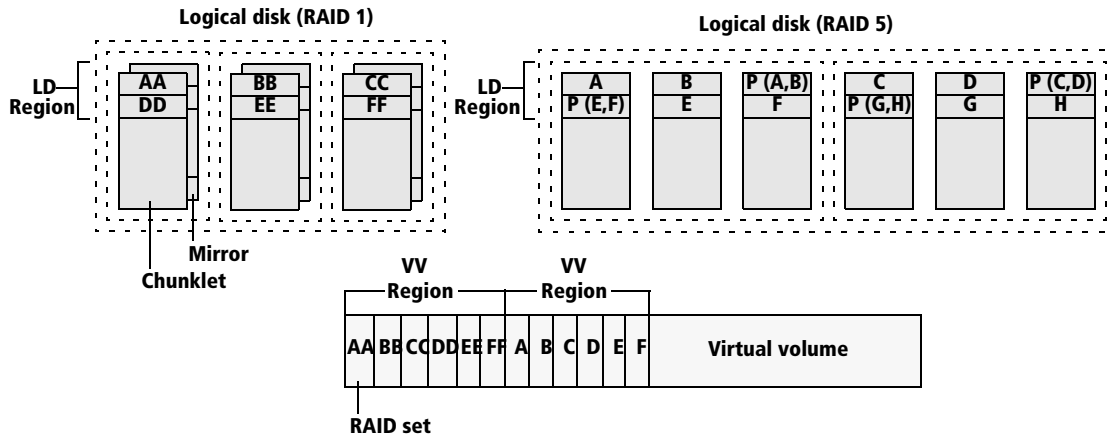 Logical disk (RAID 1)
Logical disk (RAID 5)
LD
Region
AA
DD
BB
EE
CC
FF
LD
Region
A
P (E,F)
B
E
P (A,B)
F
C
P (G,H)
D
G
P (C,D)
H
Mirror
Chunklet
VV
Region
VV
Region
AA BB CC DD EE FF A B C D E F Virtual volume
RAID set